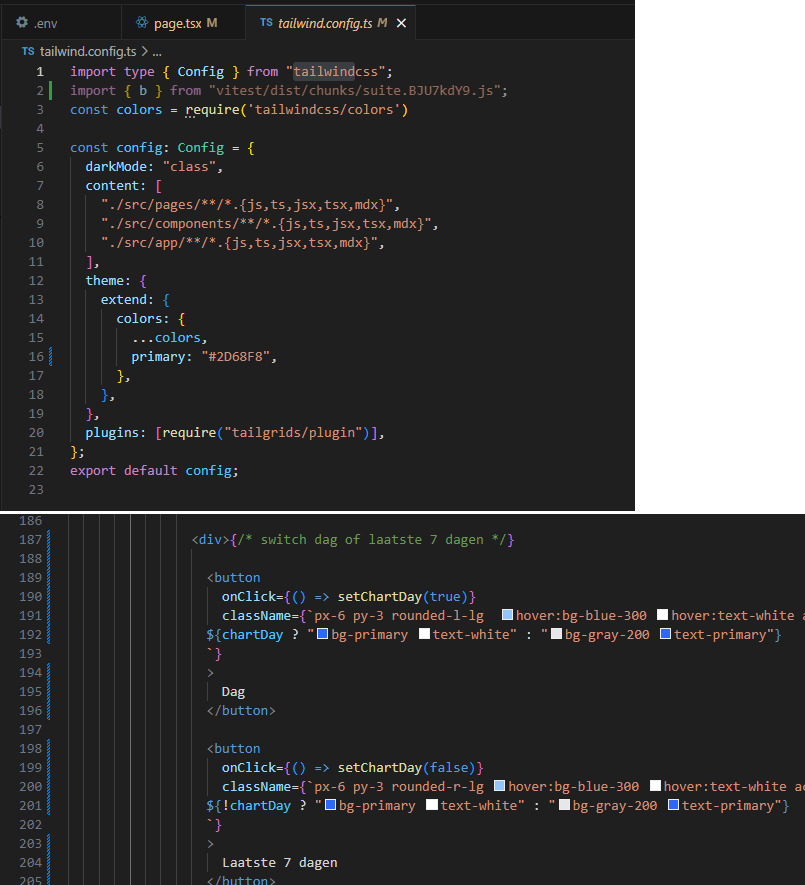 .env page.tsx M TS tailwind.config.ts M ×
TS tailwind.config.ts > ...
1 import type { Config } from "tailwindcss";
2 import { b } from "vitest/dist/chunks/suite.BJU7kdY9.js";
3 const colors = require('tailwindcss/colors')
4
5 const config: Config = {
6 darkMode: "class",
7 content: [
8 "./src/pages/**/*.{js,ts,jsx,tsx,mdx}",
9 "./src/components/**/*.{js,ts,jsx,tsx,mdx}",
10 "./src/app/**/*.{js,ts,jsx,tsx,mdx}",
11 ],
12 theme: {
13 extend: {
14 colors: {
15 ...colors,
16 primary: "#2D68F8",
17 },
18 },
19 },
20 plugins: [require("tailgrids/plugin")],
21 };
22 export default config;
23
186
187 <div>{/* switch dag of laatste 7 dagen */}
188
189 <button
190 onClick={() => setChartDay(true)}
191 className={`px-6 py-3 rounded-l-lg hover:bg-blue-300 hover:text-white a
192 ${chartDay ? "bg-primary text-white" : "bg-gray-200 text-primary"}
193 `}
194 >
195 Dag
196 </button>
197
198 <button
199 onClick={() => setChartDay(false)}
200 className={`px-6 py-3 rounded-r-lg hover:bg-blue-300 hover:text-white a
201 ${!chartDay ? "bg-primary text-white" : "bg-gray-200 text-primary"}
202 `}
203 >
204 Laatste 7 dagen
205 </button>